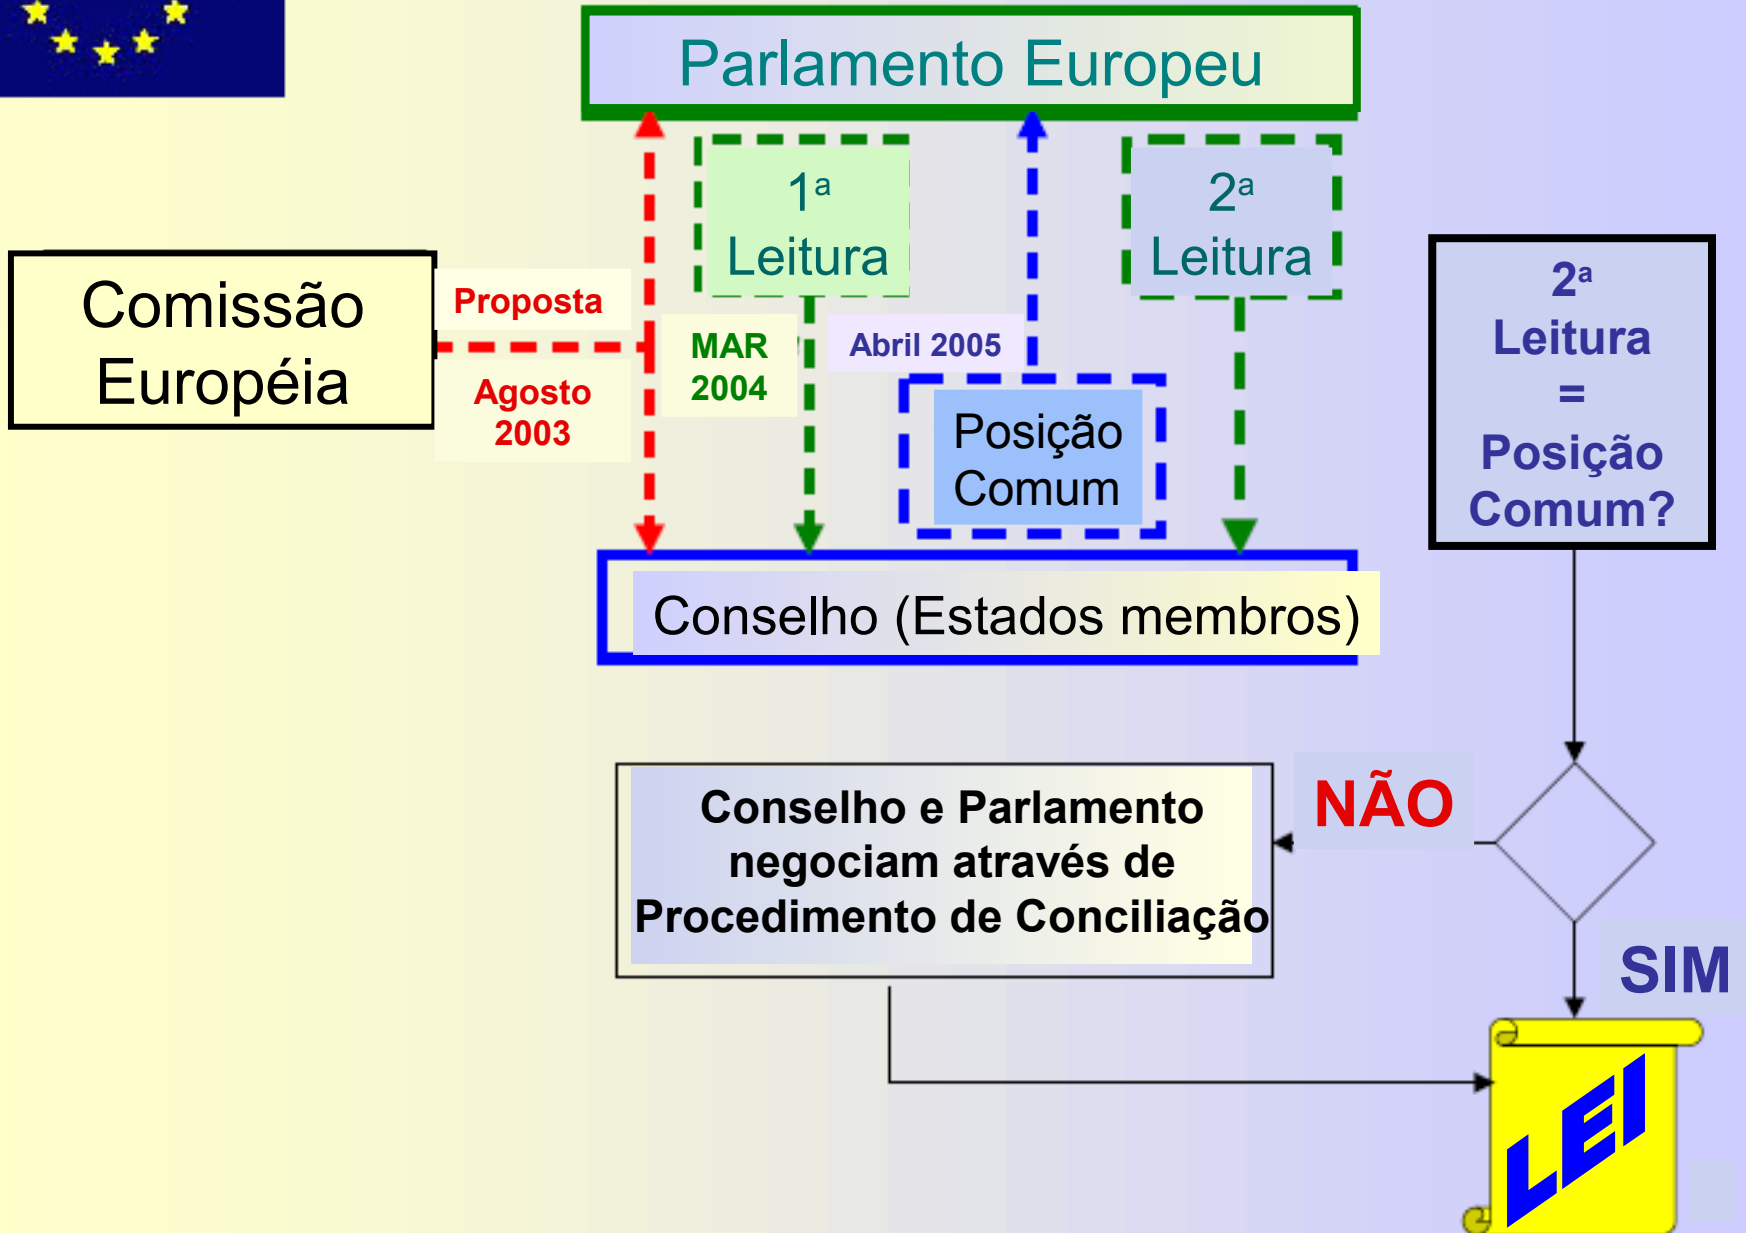 Parlamento Europeu
1ª
Leitura
2ª
Leitura
Comissão
Européia
Proposta
Agosto
2003
MAR
2004
Abril 2005
Posição
Comum
2ª
Leitura
=
Posição
Comum?
Conselho (Estados membros)
Conselho e Parlamento
negociam através de
Procedimento de Conciliação
NÃO
SIM
LEI